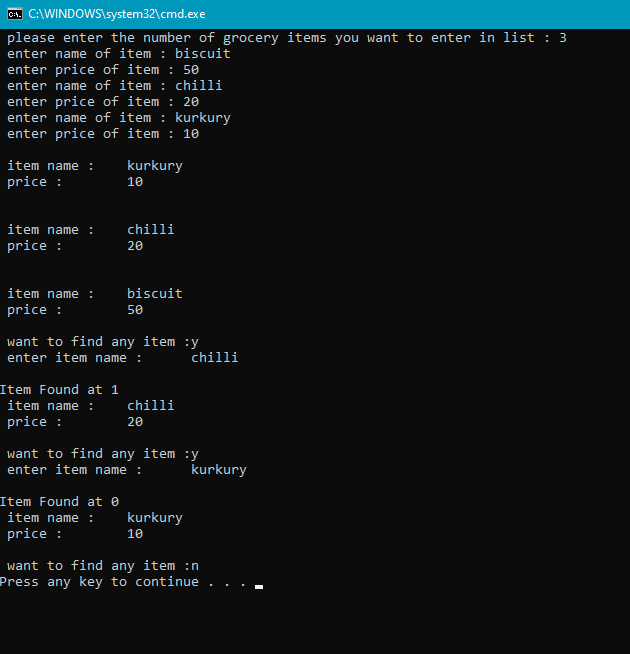 C:\WINDOWS\system32\cmd.exe
please enter the number of grocery items you want to enter in list : 3
enter name of item : biscuit
enter price of item : 50
enter name of item : chilli
enter price of item : 20
enter name of item : kurkury
enter price of item : 10
item name :    kurkury
price :        10
item name :    chilli
price :        20
item name :    biscuit
price :        50
want to find any item :y
enter item name :      chilli
Item Found at 1
item name :    chilli
price :        20
want to find any item :y
enter item name :      kurkury
Item Found at 0
item name :    kurkury
price :        10
want to find any item :n
Press any key to continue . . .